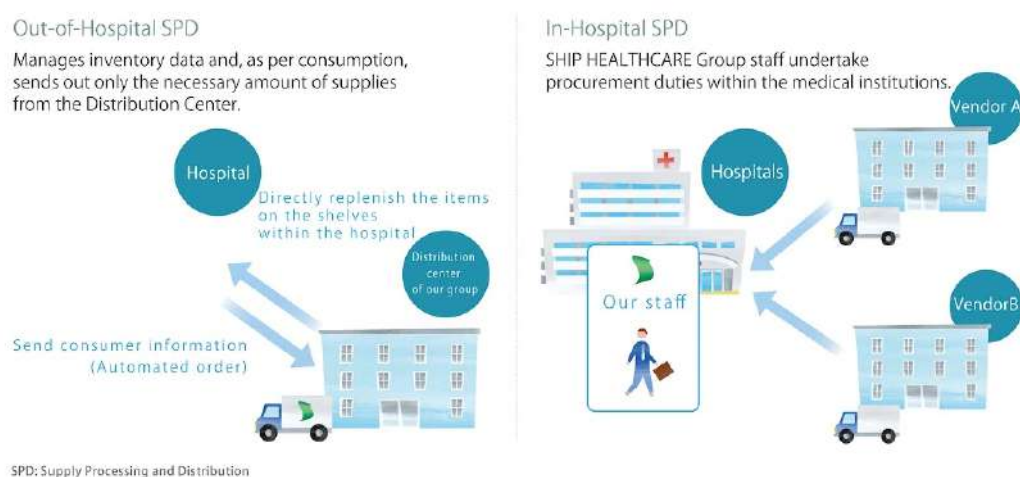 Out-of-Hospital SPD
Manages inventory data and, as per consumption,
sends out only the necessary amount of supplies
from the Distribution Center.
Hospital
Directly replenish the items
on the shelves
within the hospital
Distribution
center
of our group
Send consumer information
(Automated order)
In-Hospital SPD
SHIP HEALTHCARE Group staff undertake
procurement duties within the medical institutions.
Vendor A
Hospitals
Our staff
VendorB
SPD: Supply Processing and Distribution